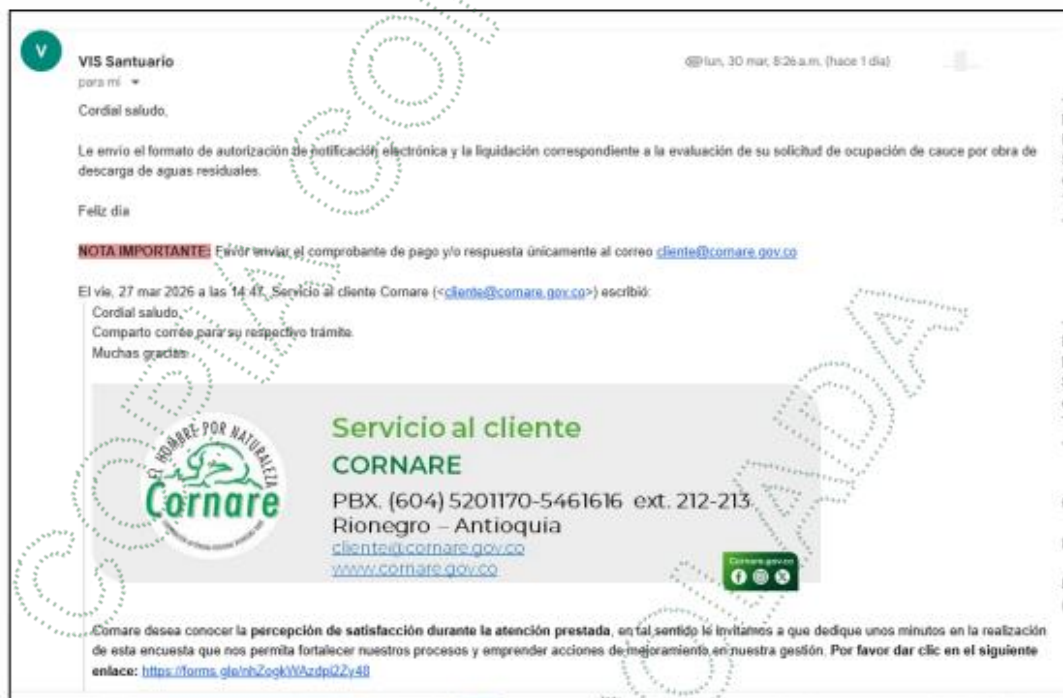 V
VIS Santuario
lun, 30 mar, 8:26 a.m. (hace 1 día)
para mí
Cordial saludo,
Le envío el formato de autorización de notificación electrónica y la liquidación correspondiente a la evaluación de su solicitud de ocupación de cauce por obra de
descarga de aguas residuales.
Feliz día
NOTA IMPORTANTE: Favor enviar el comprobante de pago y/o respuesta únicamente al correo cliente@cornare.gov.co
El vie, 27 mar 2026 a las 14:47, Servicio al cliente Cornare (<cliente@cornare.gov.co>) escribió:
Cordial saludo,
Comparto correo para su respectivo trámite.
Muchas gracias
EL HOMBRE POR NATURALEZA
Cornare
Servicio al cliente
CORNARE
PBX. (604) 5201170-5461616 ext. 212-213
Rionegro – Antioquia
cliente@cornare.gov.co
www.cornare.gov.co
Cornare.gov.co
Cornare desea conocer la percepción de satisfacción durante la atención prestada, en tal sentido le invitamos a que dedique unos minutos en la realización
de esta encuesta que nos permita fortalecer nuestros procesos y emprender acciones de mejoramiento en nuestra gestión. Por favor dar clic en el siguiente
enlace: https://forms.gle/nhZogkWAzdpi2Zy48